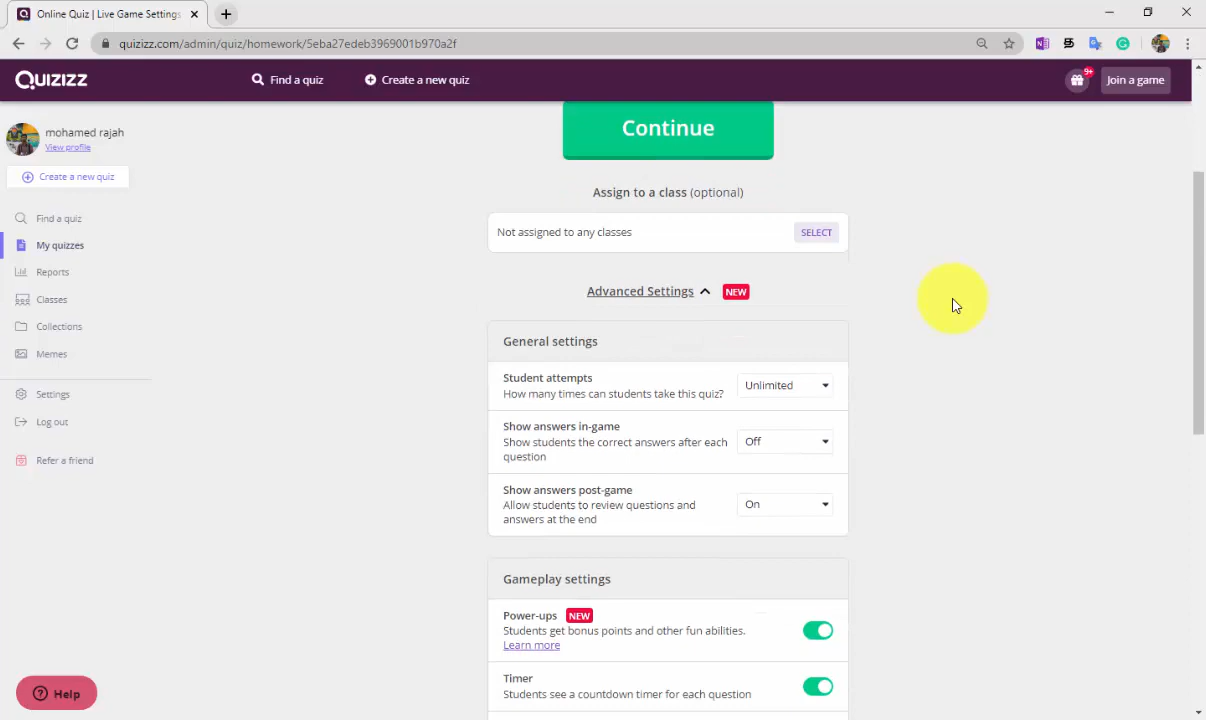 Online Quiz | Live Game Settings
quizizz.com/admin/quiz/homework/5eba27edeb3969001b970a2f
QUIZIZZ
Find a quiz
Create a new quiz
9+
Join a game
mohamed rajah
View profile
Create a new quiz
Find a quiz
My quizzes
Reports
Classes
Collections
Memes
Settings
Log out
Refer a friend
Help
Continue
Assign to a class (optional)
Not assigned to any classes
SELECT
Advanced Settings NEW
General settings
Student attempts
How many times can students take this quiz?
Unlimited
Show answers in-game
Show students the correct answers after each
question
Off
Show answers post-game
Allow students to review questions and
answers at the end
On
Gameplay settings
Power-ups NEW
Students get bonus points and other fun abilities.
Learn more
Timer
Students see a countdown timer for each question